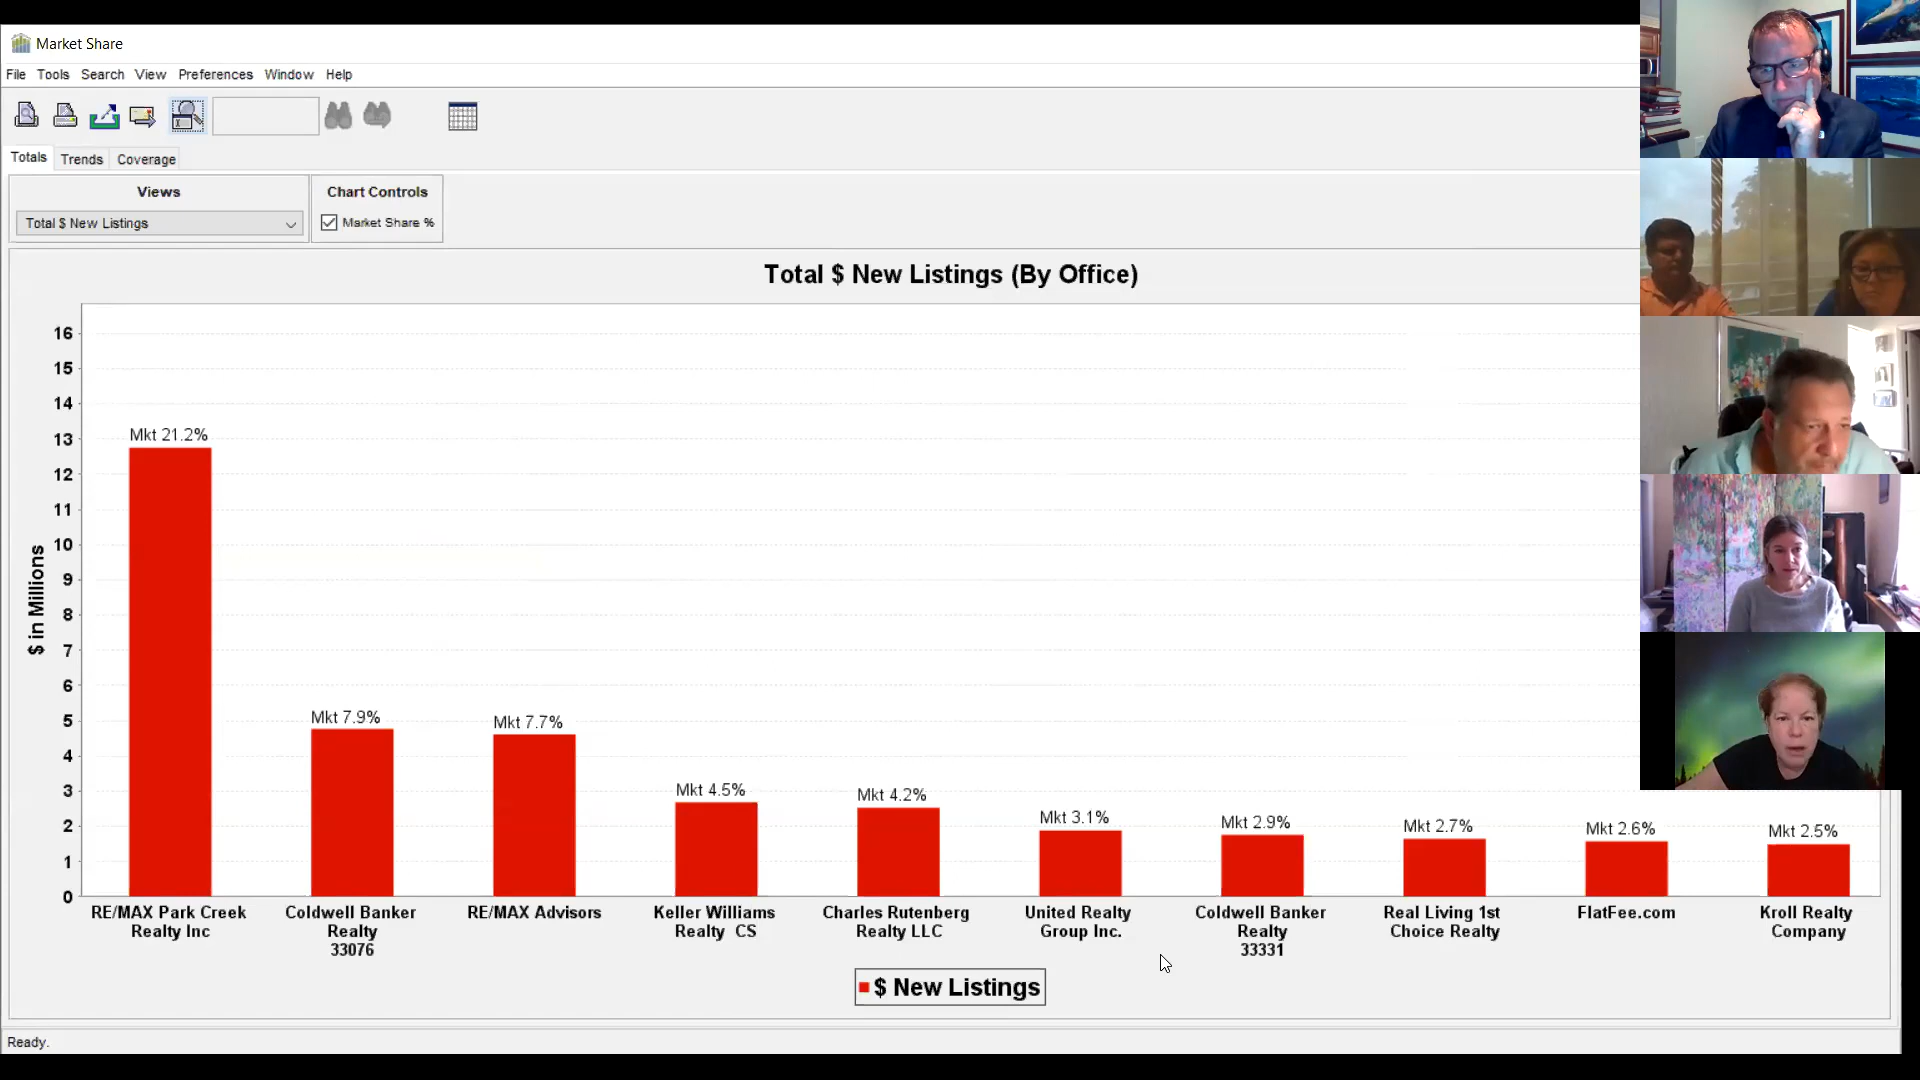 Market Share
File Tools Search View Preferences Window Help
Totals Trends Coverage
Views
Total $ New Listings
Chart Controls
Market Share %
Total $ New Listings (By Office)
$ in Millions
16
15
14
13
12
11
10
9
8
7
6
5
4
3
2
1
0
Mkt 21.2%
Mkt 7.9%
Mkt 7.7%
Mkt 4.5%
Mkt 4.2%
Mkt 3.1%
Mkt 2.9%
Mkt 2.7%
Mkt 2.6%
Mkt 2.5%
RE/MAX Park Creek
Realty Inc
Coldwell Banker
Realty
33076
RE/MAX Advisors
Keller Williams
Realty CS
Charles Rutenberg
Realty LLC
United Realty
Group Inc.
Coldwell Banker
Realty
33331
Real Living 1st
Choice Realty
FlatFee.com
Kroll Realty
Company
$ New Listings
Ready.